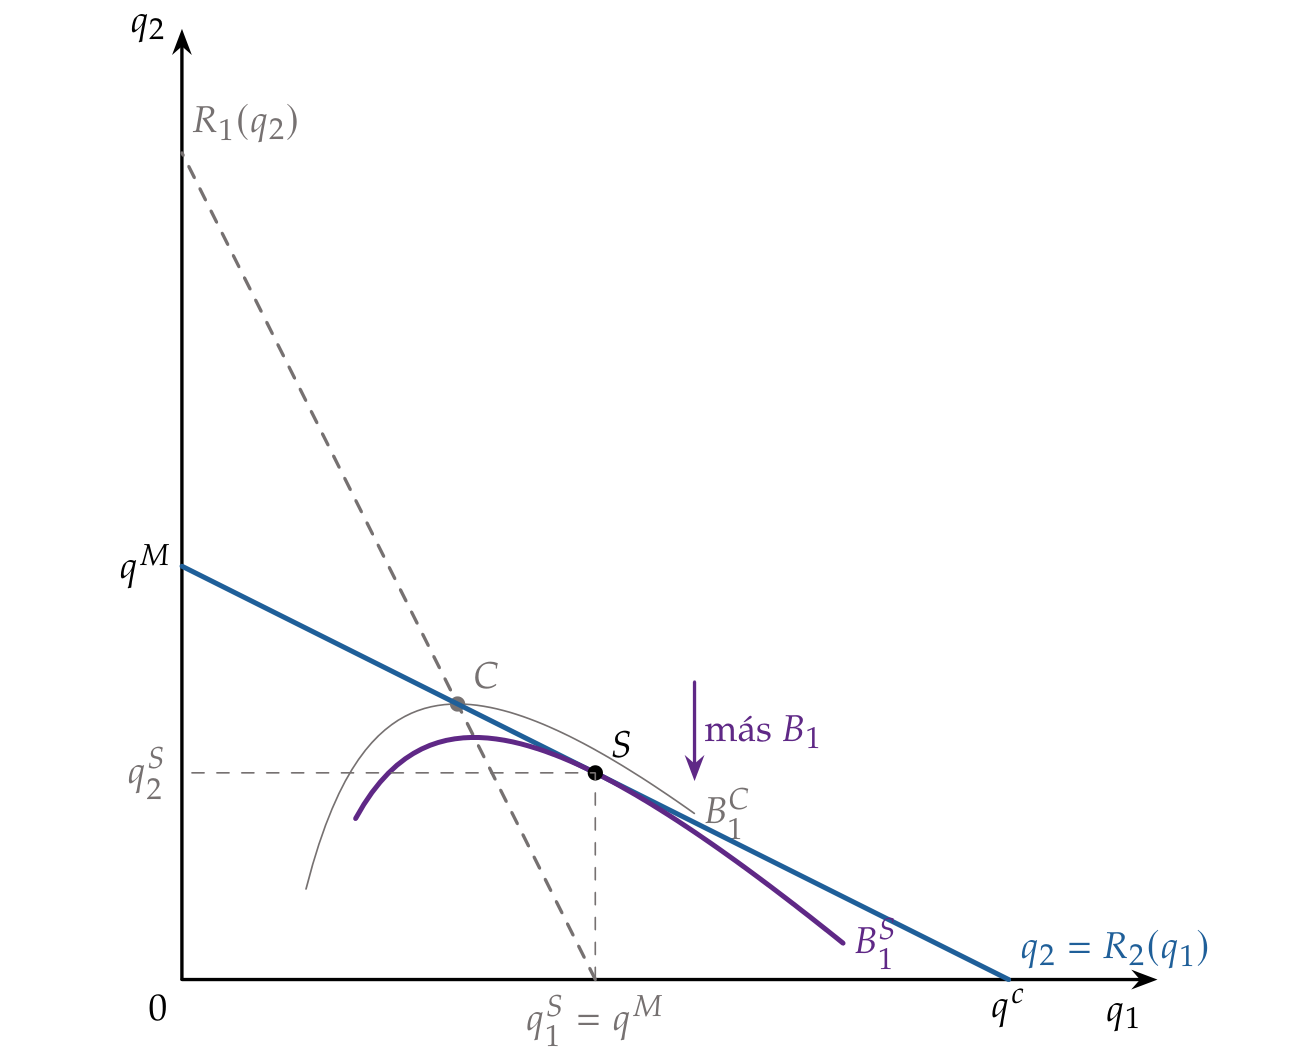 q₂
R₁(q₂)
qᴹ
C
S
más B₁
q₂ˢ
B₁ᶜ
B₁ˢ
q₂ = R₂(q₁)
0
q₁ˢ = qᴹ
qᶜ
q₁